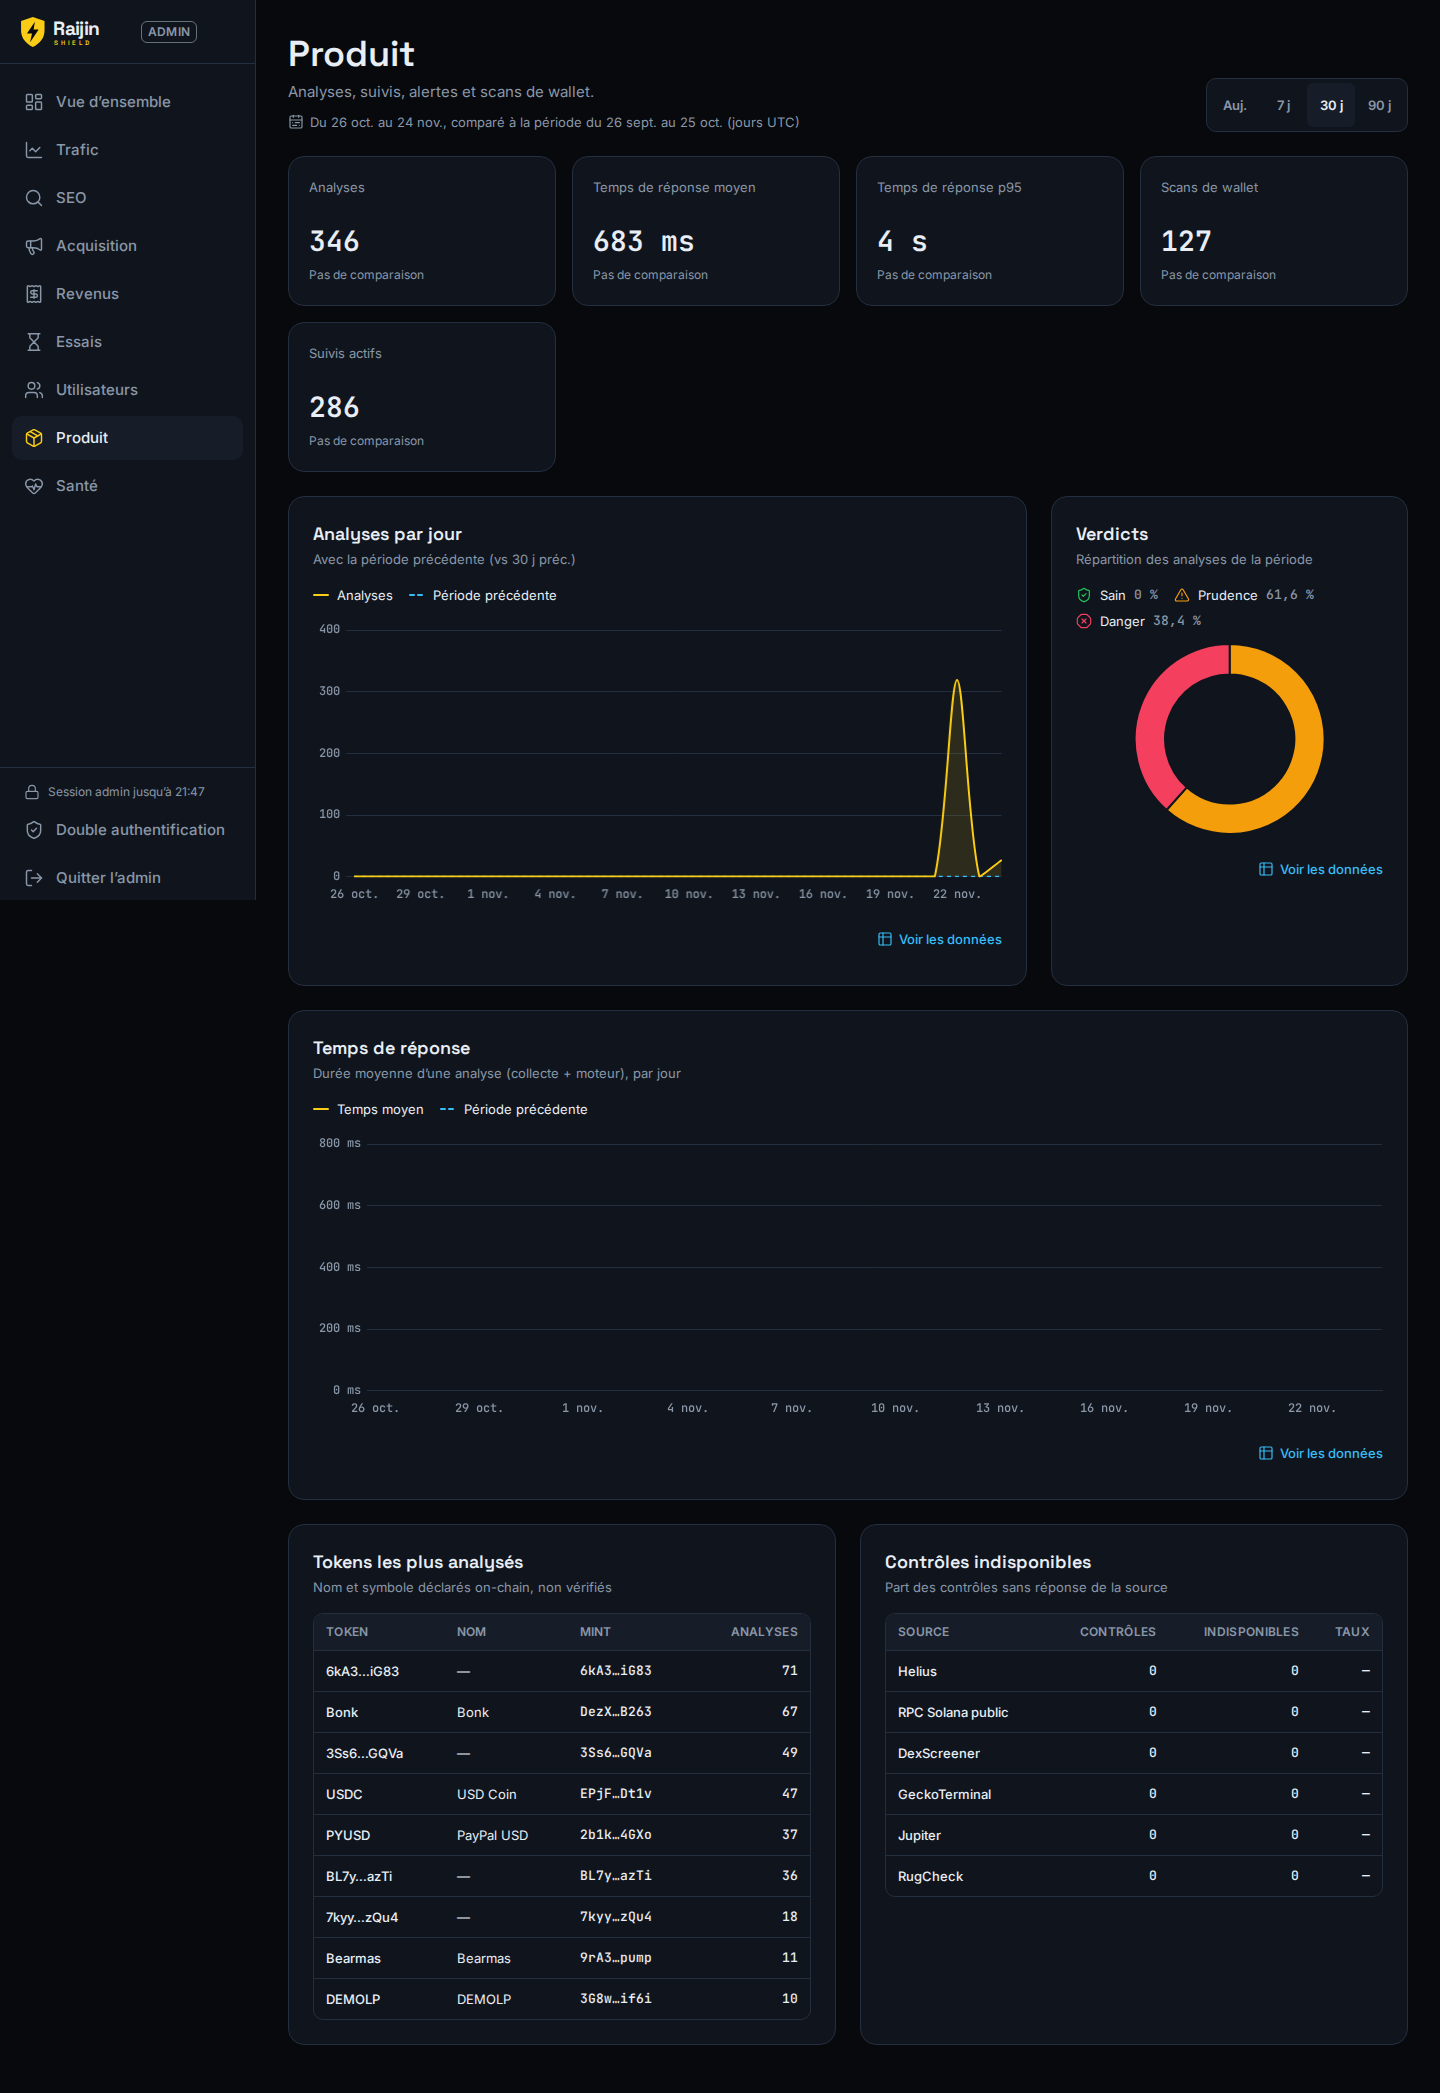 Raijin
SHIELD
ADMIN
Vue d’ensemble
Trafic
SEO
Acquisition
Revenus
Essais
Utilisateurs
Produit
Santé
Session admin jusqu’à 21:47
Double authentification
Quitter l’admin
Produit
Analyses, suivis, alertes et scans de wallet.
Du 26 oct. au 24 nov., comparé à la période du 26 sept. au 25 oct. (jours UTC)
Auj. 7 j 30 j 90 j
Analyses
346
Pas de comparaison
Temps de réponse moyen
683 ms
Pas de comparaison
Temps de réponse p95
4 s
Pas de comparaison
Scans de wallet
127
Pas de comparaison
Suivis actifs
286
Pas de comparaison
Analyses par jour
Avec la période précédente (vs 30 j préc.)
Analyses Période précédente
400
300
200
100
0
26 oct. 29 oct. 1 nov. 4 nov. 7 nov. 10 nov. 13 nov. 16 nov. 19 nov. 22 nov.
Voir les données
Verdicts
Répartition des analyses de la période
Sain 0 % Prudence 61,6 %
Danger 38,4 %
Voir les données
Temps de réponse
Durée moyenne d’une analyse (collecte + moteur), par jour
Temps moyen Période précédente
800 ms
600 ms
400 ms
200 ms
0 ms
26 oct. 29 oct. 1 nov. 4 nov. 7 nov. 10 nov. 13 nov. 16 nov. 19 nov. 22 nov.
Voir les données
Tokens les plus analysés
Nom et symbole déclarés on-chain, non vérifiés
TOKEN NOM MINT ANALYSES
6kA3…iG83 — 6kA3…iG83 71
Bonk Bonk DezX…B263 67
3Ss6…GQVa — 3Ss6…GQVa 49
USDC USD Coin EPjF…Dt1v 47
PYUSD PayPal USD 2b1k…4GXo 37
BL7y…azTi — BL7y…azTi 36
7kyy…zQu4 — 7kyy…zQu4 18
Bearmas Bearmas 9rA3…pump 11
DEMOLP DEMOLP 3G8w…if6i 10
Contrôles indisponibles
Part des contrôles sans réponse de la source
SOURCE CONTRÔLES INDISPONIBLES TAUX
Helius 0 0 —
RPC Solana public 0 0 —
DexScreener 0 0 —
GeckoTerminal 0 0 —
Jupiter 0 0 —
RugCheck 0 0 —